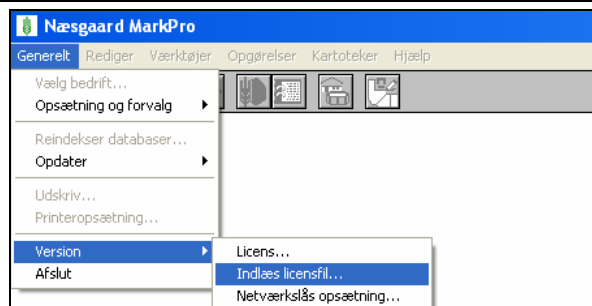 Næsgaard MarkPro
Generelt Rediger Værktøjer Opgørelser Kartoteker Hjælp
Vælg bedrift...
Opsætning og forvalg
Reindekser databaser...
Opdater
Udskriv...
Printeropsætning...
Version
Afslut
Licens...
Indlæs licensfil...
Netværkslås opsætning...